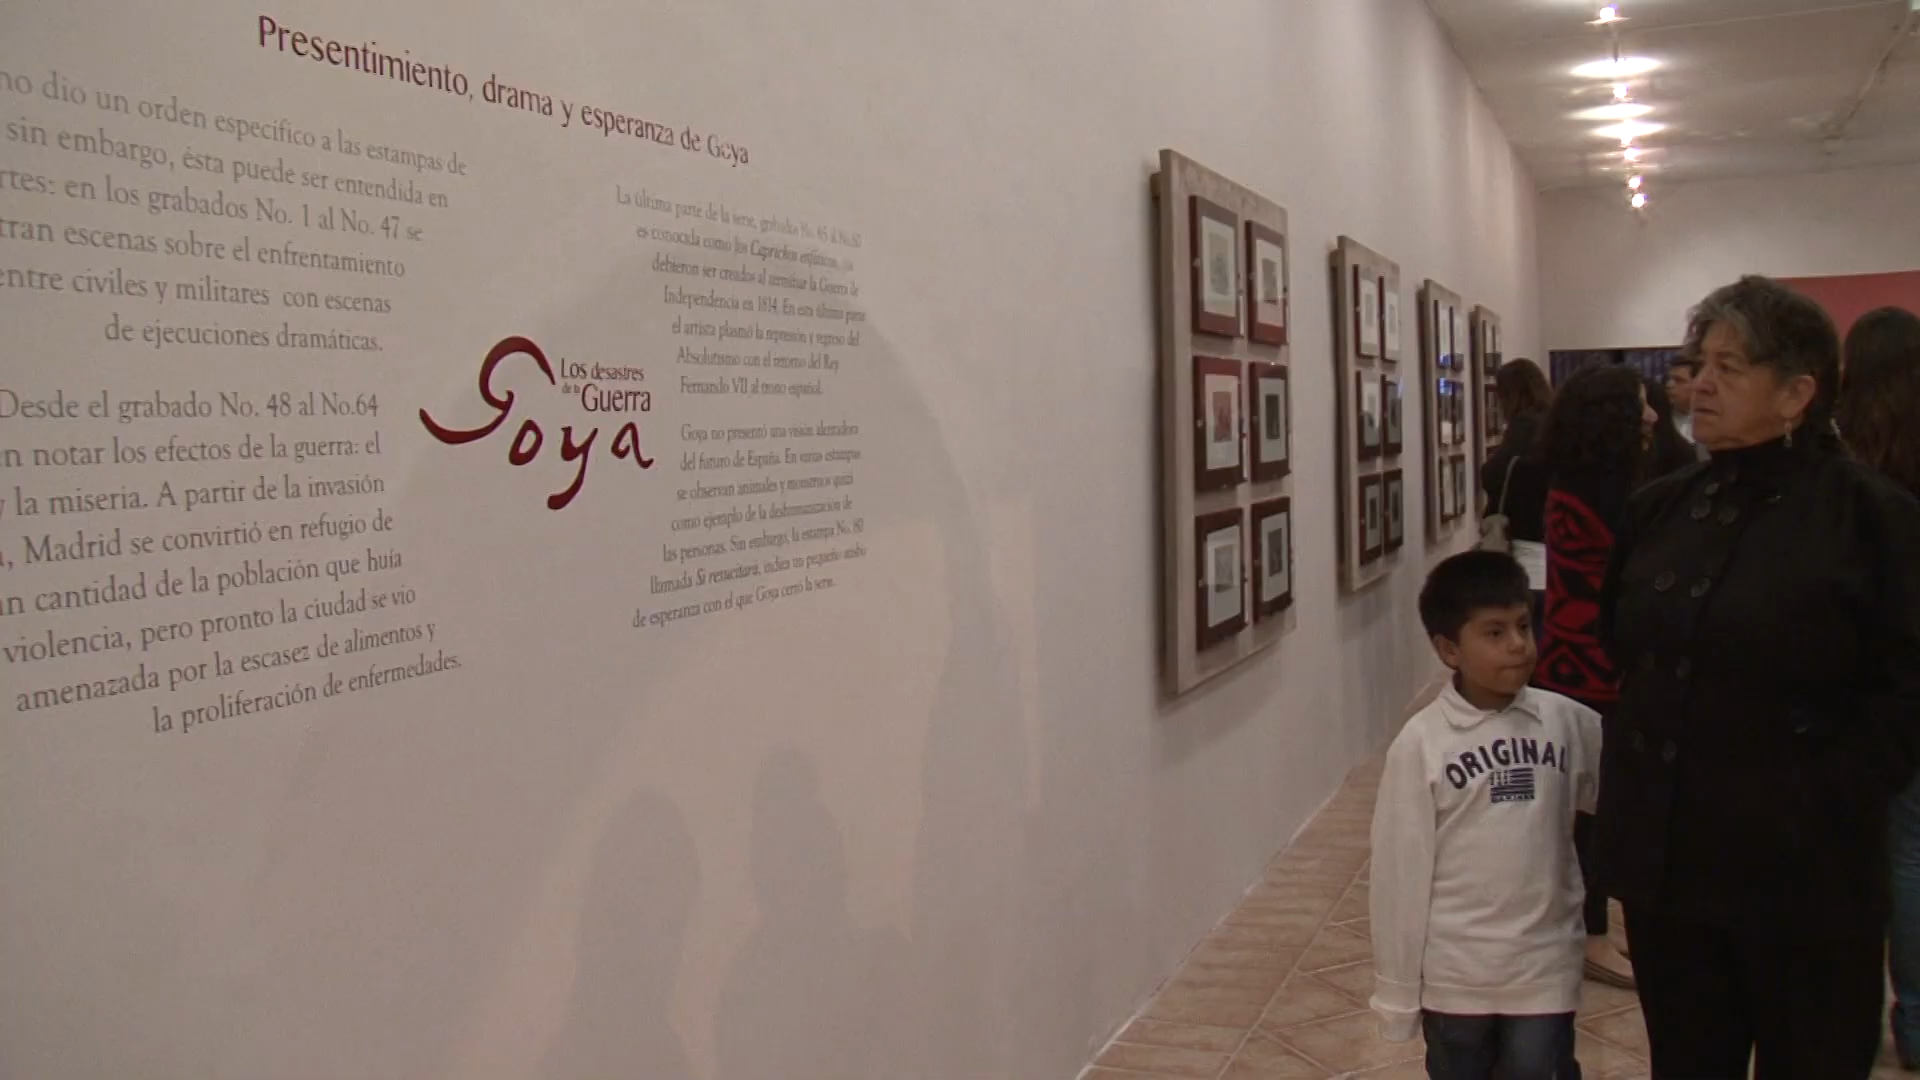 Presentimiento, drama y esperanza de Goya
no dio un orden específico a las estampas de
sin embargo, ésta puede ser entendida en
rtes: en los grabados No. 1 al No. 47 se
tran escenas sobre el enfrentamiento
entre civiles y militares con escenas
de ejecuciones dramáticas.
Desde el grabado No. 48 al No.64
n notar los efectos de la guerra: el
y la miseria. A partir de la invasión
, Madrid se convirtió en refugio de
n cantidad de la población que huía
violencia, pero pronto la ciudad se vio
amenazada por la escasez de alimentos y
la proliferación de enfermedades.
Los desastres
de la Guerra
Goya
La última parte de la serie, grabados No. 65 al No.80
es conocida como los Caprichos enfáticos,
debieron ser creados al terminar la Guerra de
Independencia en 1814. En esta última parte
el artista plasmó la represión y regreso del
Absolutismo con el retorno del Rey
Fernando VII al trono español.
Goya no presentó una visión alentadora
del futuro de España. En varias estampas
se observan animales y monstruos quizá
como ejemplo de la deshumanización de
las personas. Sin embargo, la estampa No. 80
llamada Si resucitará, indica un pequeño atisbo
de esperanza con el que Goya cerró la serie.
ORIGINAL